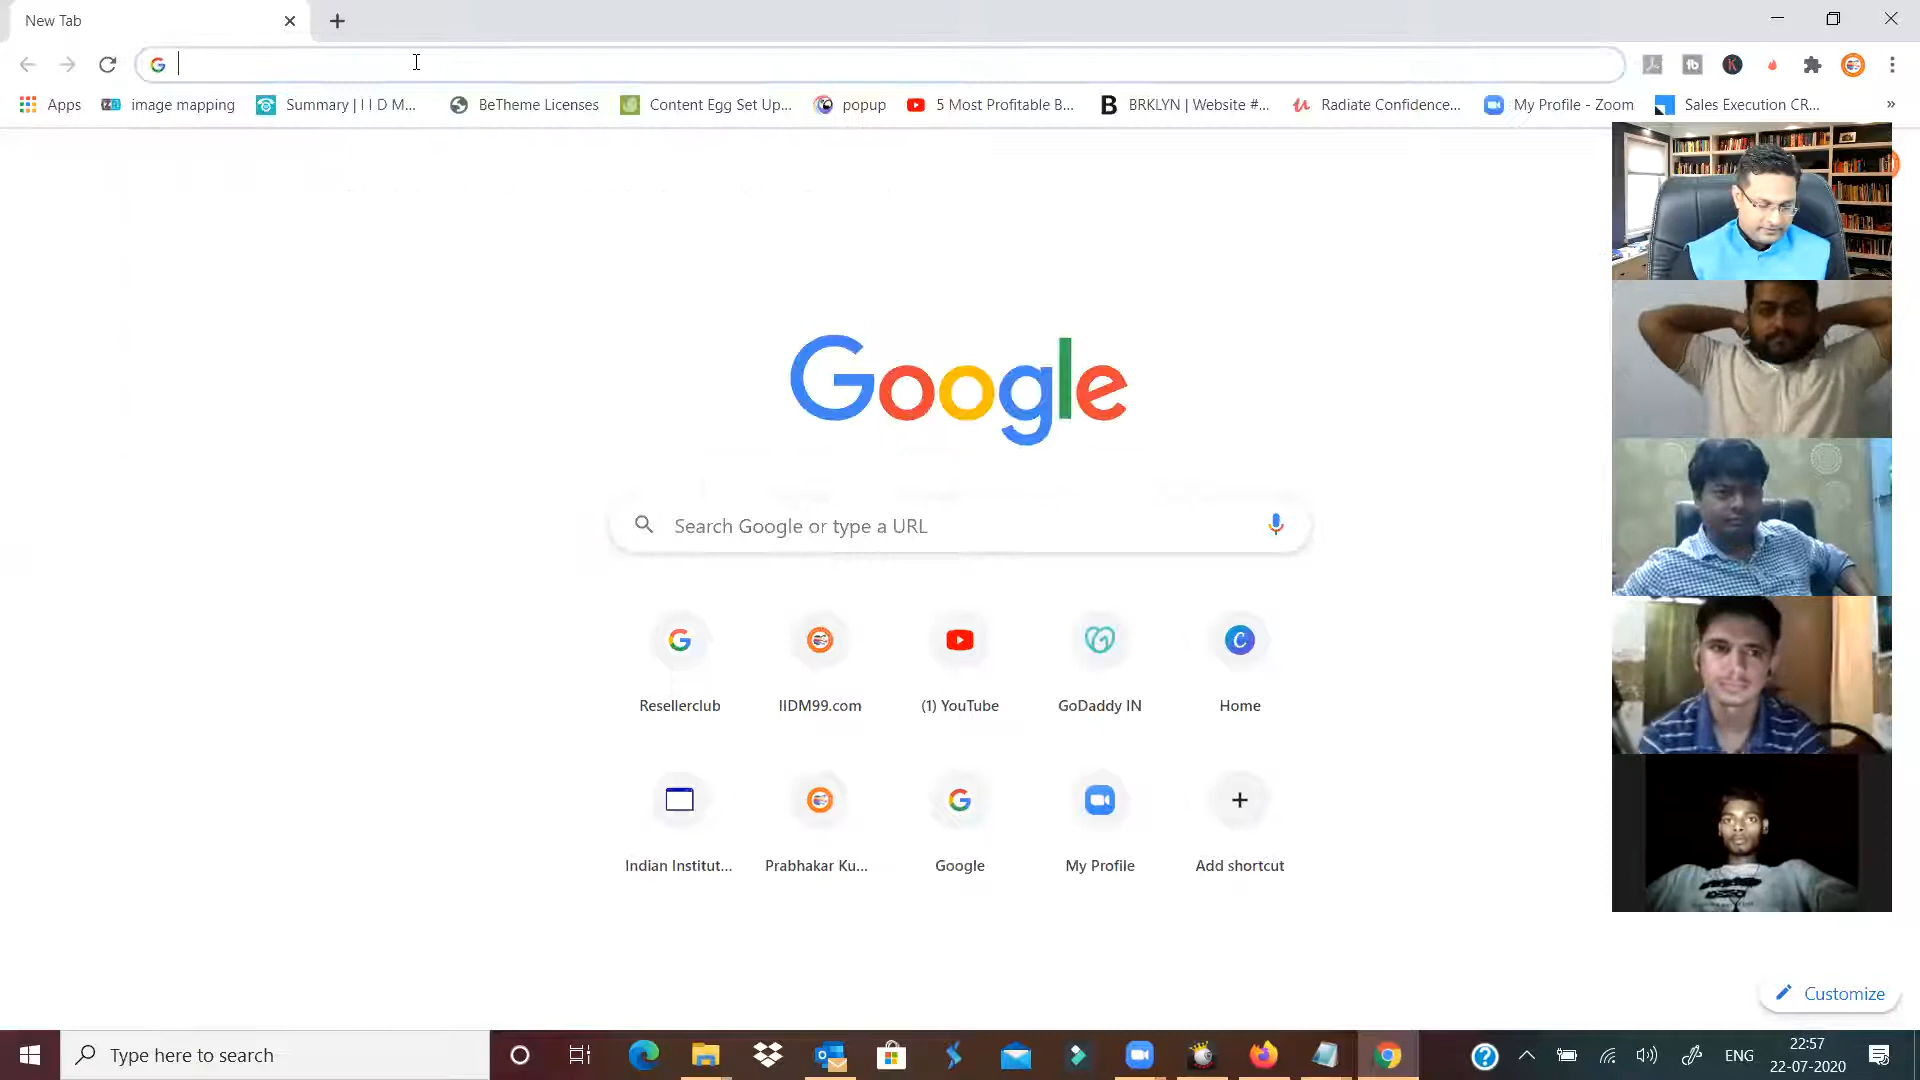 New Tab
Apps
image mapping
Summary | I I D M...
BeTheme Licenses
Content Egg Set Up...
popup
5 Most Profitable B...
BRKLYN | Website #...
Radiate Confidence...
My Profile - Zoom
Sales Execution CR...
»
Google
Search Google or type a URL
Resellerclub
IIDM99.com
(1) YouTube
GoDaddy IN
Home
Indian Institut...
Prabhakar Ku...
Google
My Profile
Add shortcut
Customize
Type here to search
ENG
22:57
22-07-2020